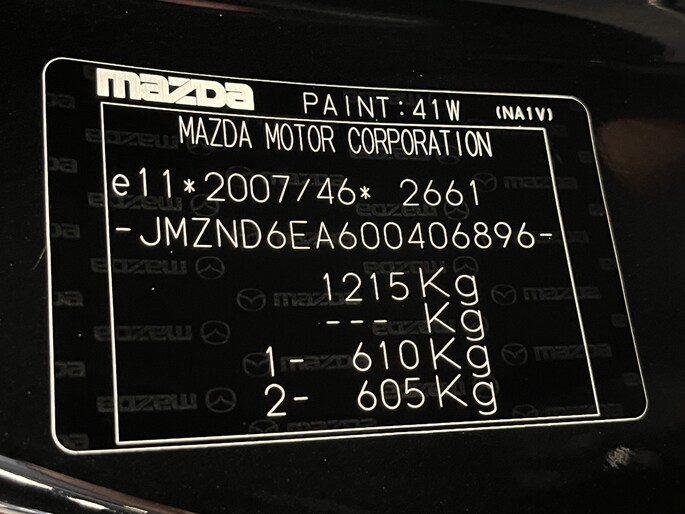 mazda PAINT:41W (NA1V)
MAZDA MOTOR CORPORATION
e11*2007/46* 2661
-JMZND6EA600406896-
1215Kg
--- Kg
1- 610Kg
2- 605Kg